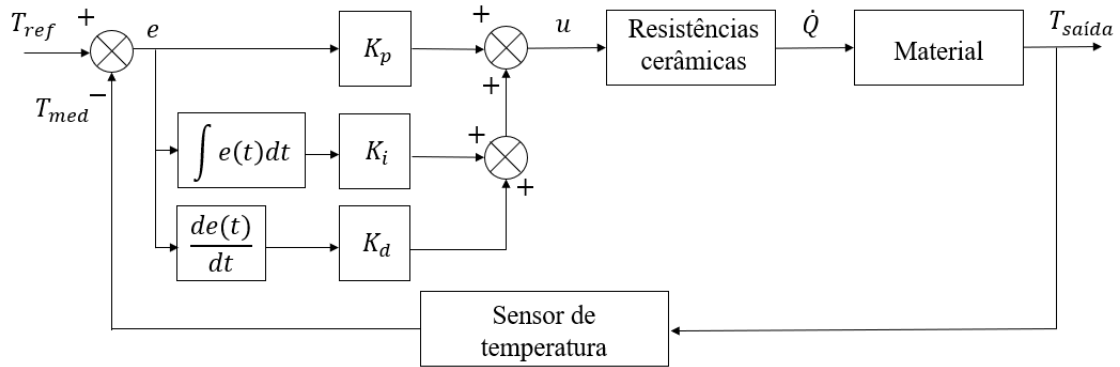 T_ref
+
e
K_p
+
+
u
Resistências
cerâmicas
Q̇
Material
T_saída
T_med
−
∫ e(t)dt
K_i
+
+
de(t)
dt
K_d
Sensor de
temperatura